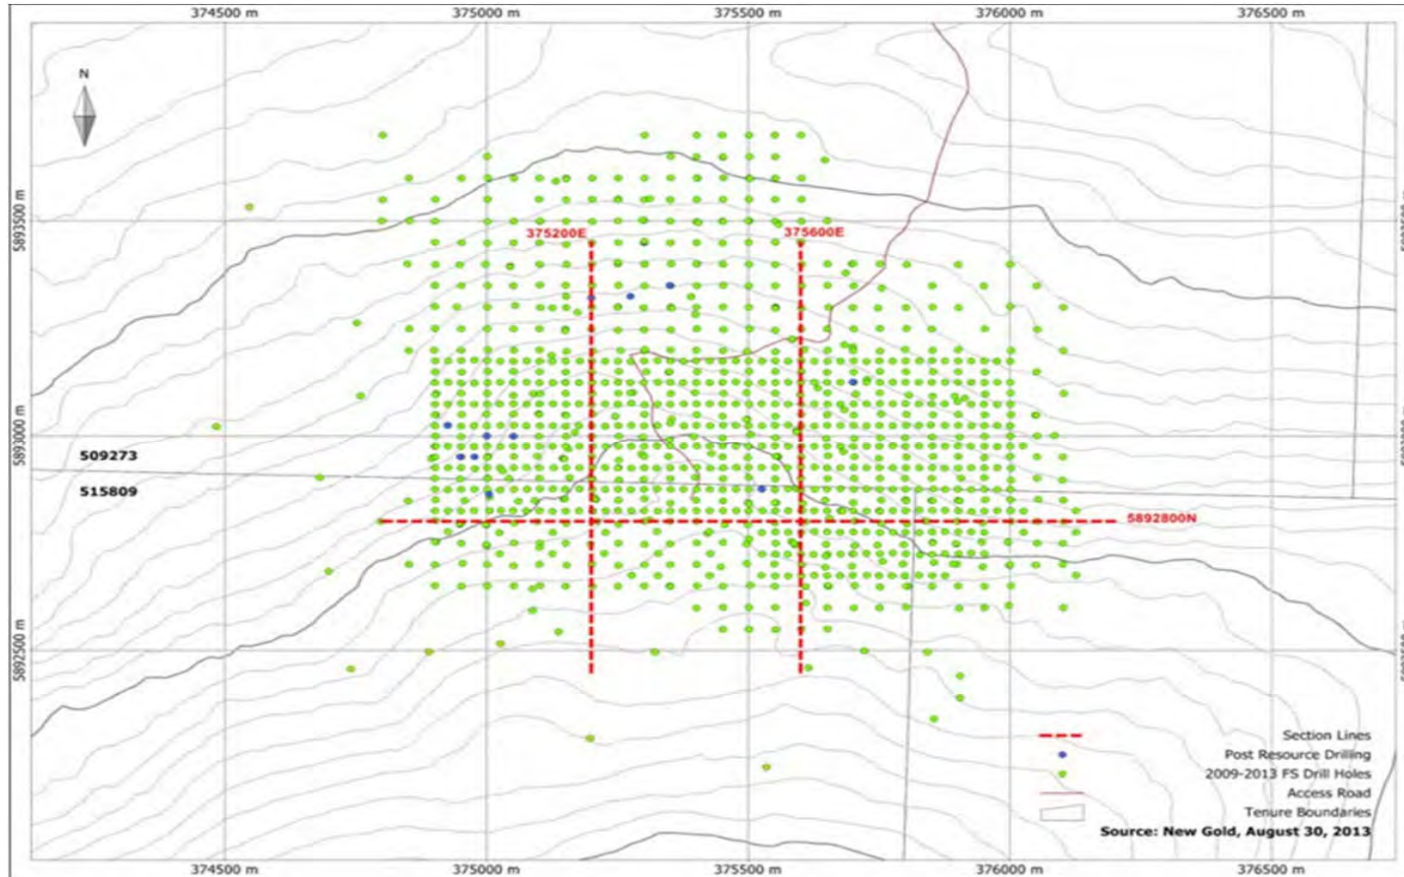 374500 m 375000 m 375500 m 376000 m 376500 m
N
5893500 m
375200E 375600E
5893000 m
509273
515809
5892800N
5892500 m
Section Lines
Post Resource Drilling
2009-2013 FS Drill Holes
Access Road
Tenure Boundaries
Source: New Gold, August 30, 2013
374500 m 375000 m 375500 m 376000 m 376500 m